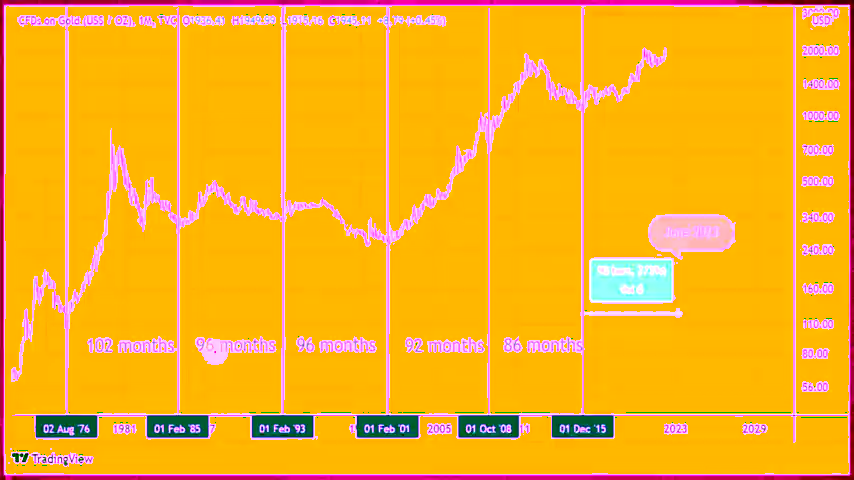 CFDs on Gold (US$ / OZ), 1M, TVC
3000.00
USD
2000.00
1400.00
1000.00
700.00
500.00
340.00
240.00
160.00
110.00
80.00
56.00
102 months
96 months
96 months
92 months
86 months
02 Aug '76
1981
01 Feb '85
01 Feb '93
01 Feb '01
2005
01 Oct '08
11
01 Dec '15
2023
2029
TradingView